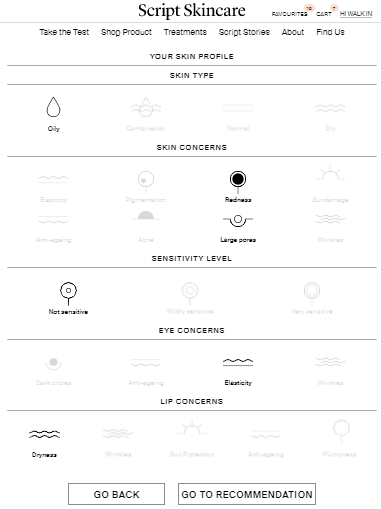 Script Skincare
FAVOURITES CART HI WALK IN
Take the Test Shop Product Treatments Script Stories About Find Us
YOUR SKIN PROFILE
SKIN TYPE
Oily Combination Normal Dry
SKIN CONCERNS
Elasticity Pigmentation Redness Sundamage
Anti-ageing Acne Large pores Wrinkles
SENSITIVITY LEVEL
Not sensitive Mildly sensitive Very sensitive
EYE CONCERNS
Dark circles Anti-ageing Elasticity Wrinkles
LIP CONCERNS
Dryness Wrinkles Sun Protection Anti-ageing Plumpness
GO BACK GO TO RECOMMENDATION